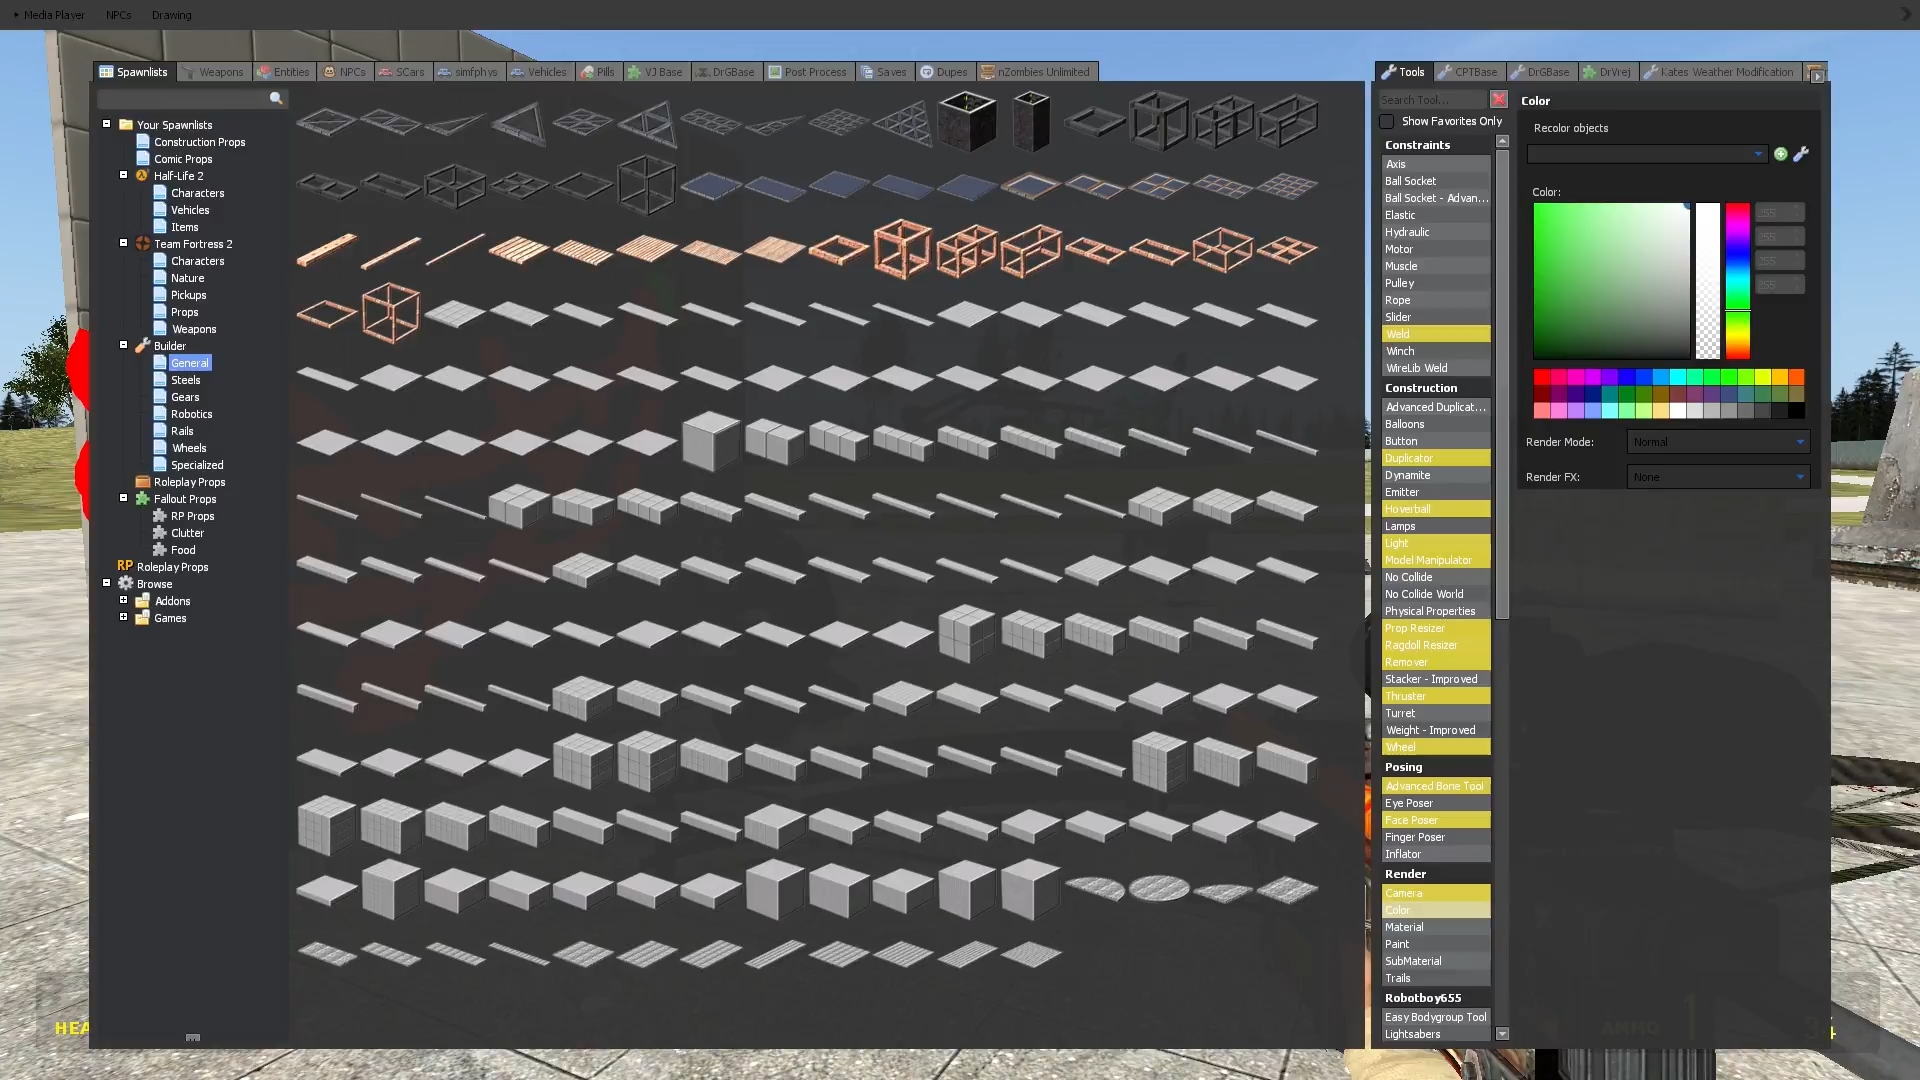 Media Player NPCs Drawing
Spawnlists Weapons Entities NPCs SCars simfphys Vehicles Pills VJ Base DrGBase Post Process Saves Dupes nZombies Unlimited
Tools CPTBase DrGBase DrVrej Kates Weather Modification
Your Spawnlists
Construction Props
Comic Props
Half-Life 2
Characters
Vehicles
Items
Team Fortress 2
Characters
Nature
Pickups
Props
Weapons
Builder
General
Steels
Gears
Robotics
Rails
Wheels
Specialized
Roleplay Props
Fallout Props
RP Props
Clutter
Food
RP Roleplay Props
Browse
Addons
Games
Search Tool...
Show Favorites Only
Constraints
Axis
Ball Socket
Ball Socket - Advan...
Elastic
Hydraulic
Motor
Muscle
Pulley
Rope
Slider
Weld
Winch
WireLib Weld
Construction
Advanced Duplicat...
Balloons
Button
Duplicator
Dynamite
Emitter
Hoverball
Lamps
Light
Model Manipulator
No Collide
No Collide World
Physical Properties
Prop Resizer
Ragdoll Resizer
Remover
Stacker - Improved
Thruster
Turret
Weight - Improved
Wheel
Posing
Advanced Bone Tool
Eye Poser
Face Poser
Finger Poser
Inflator
Render
Camera
Color
Material
Paint
SubMaterial
Trails
Robotboy655
Easy Bodygroup Tool
Lightsabers
Color
Recolor objects
Color:
255
255
255
255
Render Mode: Normal
Render FX: None
HEA
AMMO 1